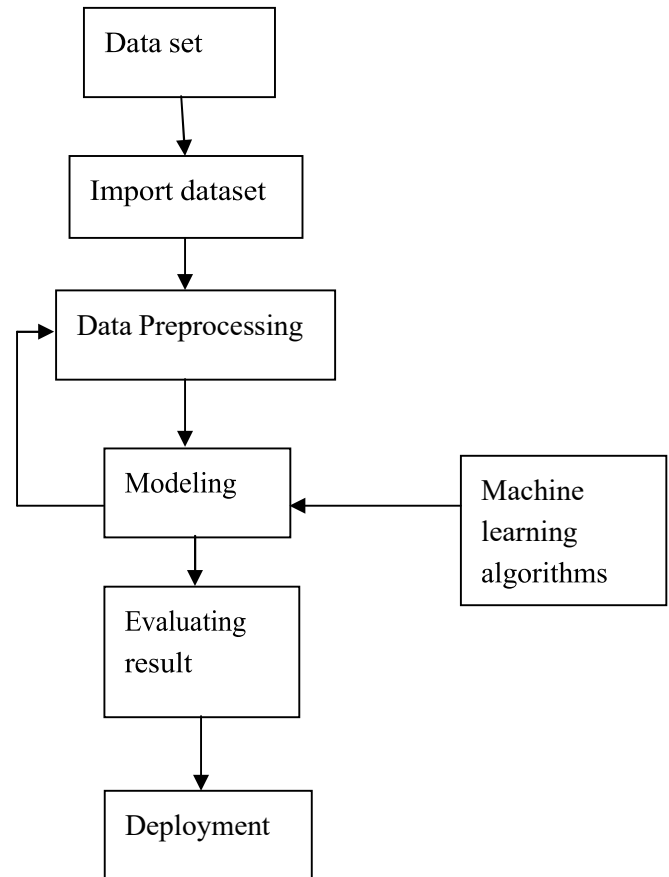 Data set
Import dataset
Data Preprocessing
Modeling
Machine
learning
algorithms
Evaluating
result
Deployment